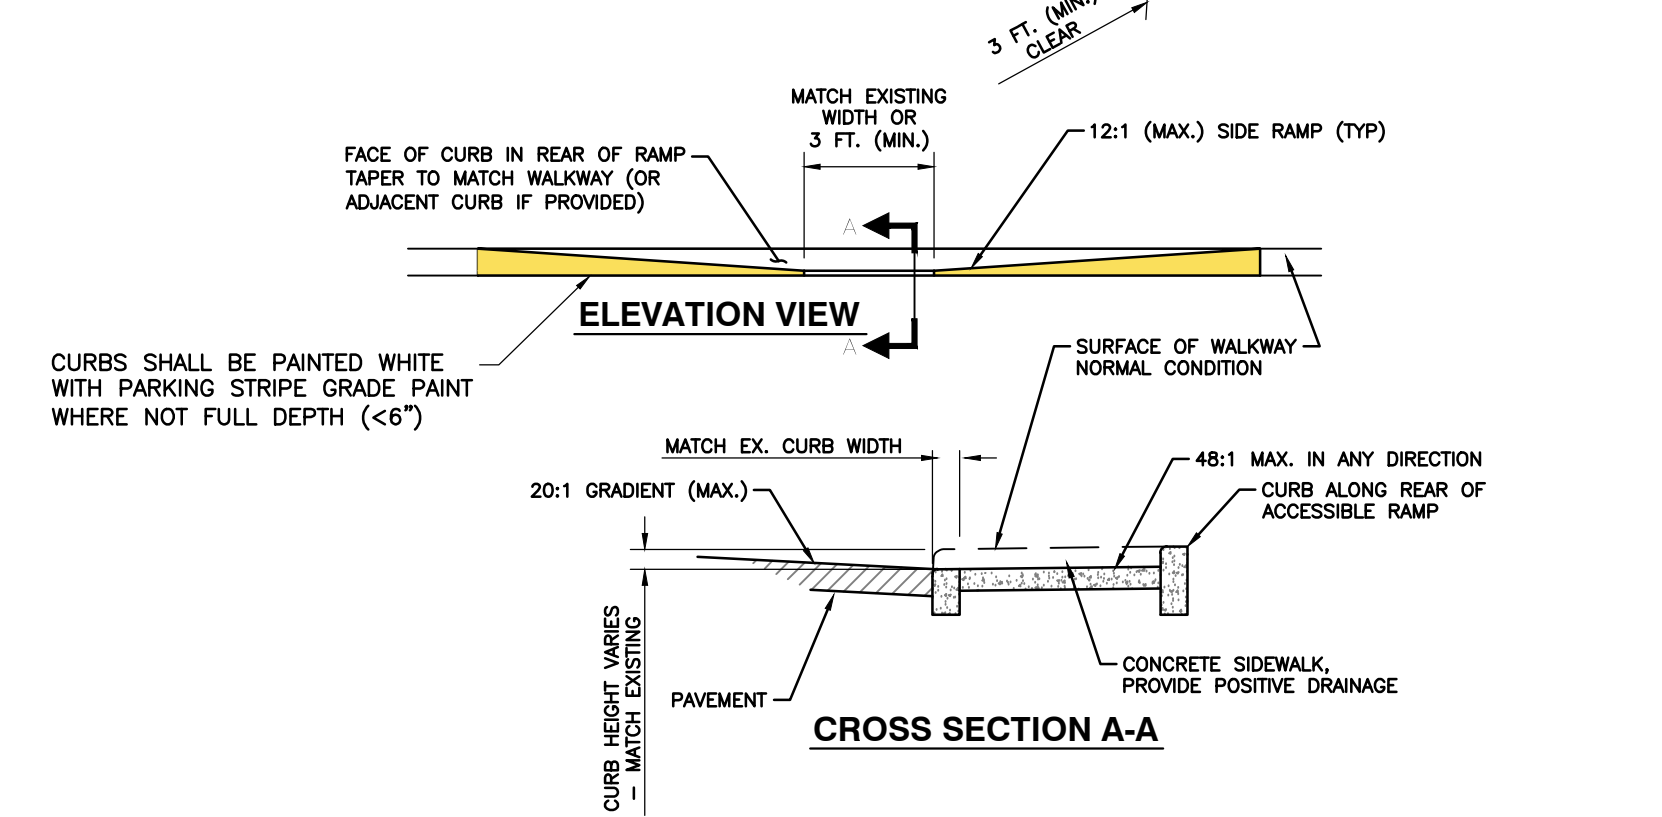 3 FT. (MIN.)
CLEAR
MATCH EXISTING
WIDTH OR
3 FT. (MIN.)
12:1 (MAX.) SIDE RAMP (TYP)
FACE OF CURB IN REAR OF RAMP
TAPER TO MATCH WALKWAY (OR
ADJACENT CURB IF PROVIDED)
A
ELEVATION VIEW
A
CURBS SHALL BE PAINTED WHITE
WITH PARKING STRIPE GRADE PAINT
WHERE NOT FULL DEPTH (<6")
SURFACE OF WALKWAY
NORMAL CONDITION
MATCH EX. CURB WIDTH
48:1 MAX. IN ANY DIRECTION
20:1 GRADIENT (MAX.)
CURB ALONG REAR OF
ACCESSIBLE RAMP
CURB HEIGHT VARIES
– MATCH EXISTING
CONCRETE SIDEWALK,
PROVIDE POSITIVE DRAINAGE
PAVEMENT
CROSS SECTION A-A